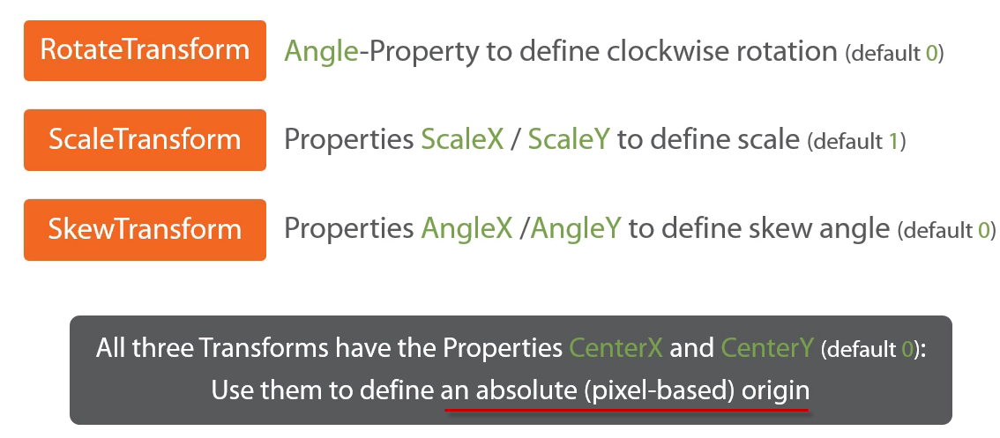 RotateTransform Angle-Property to define clockwise rotation (default 0)
ScaleTransform Properties ScaleX / ScaleY to define scale (default 1)
SkewTransform Properties AngleX /AngleY to define skew angle (default 0)
All three Transforms have the Properties CenterX and CenterY (default 0):
Use them to define an absolute (pixel-based) origin